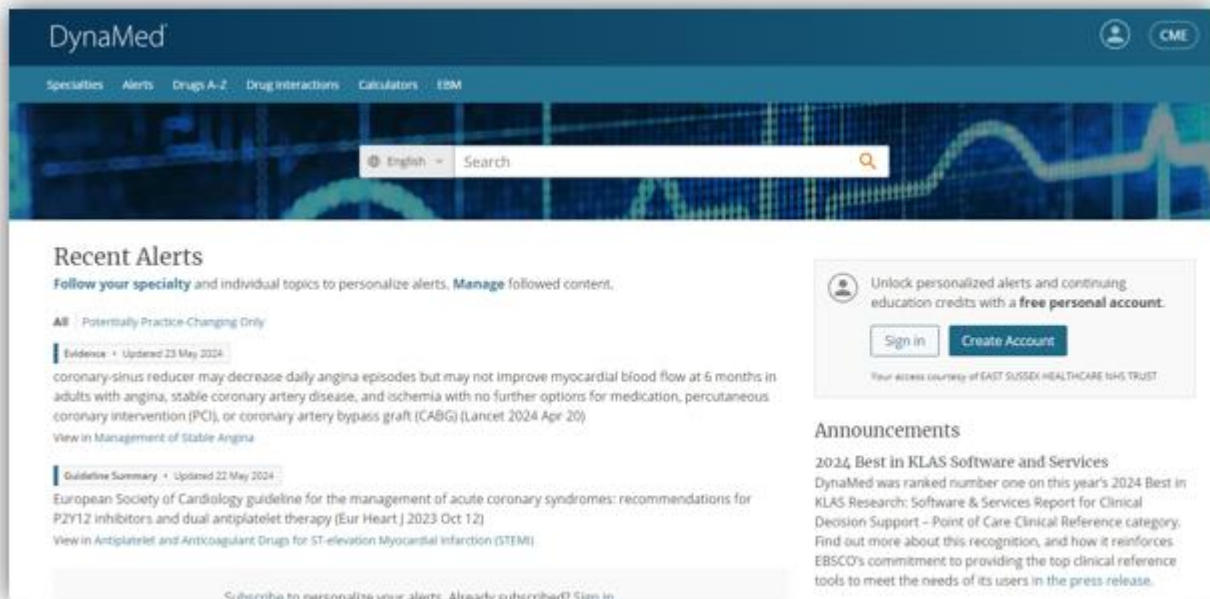 DynaMed
CME
Specialties Alerts Drugs A-Z Drug Interactions Calculators EBM
English Search
Recent Alerts
Follow your specialty and individual topics to personalize alerts. Manage followed content.
All Potentially Practice-Changing Only
Evidence • Updated 23 May 2024
coronary-sinus reducer may decrease daily angina episodes but may not improve myocardial blood flow at 6 months in
adults with angina, stable coronary artery disease, and ischemia with no further options for medication, percutaneous
coronary intervention (PCI), or coronary artery bypass graft (CABG) (Lancet 2024 Apr 20)
View in Management of Stable Angina
Guideline Summary • Updated 22 May 2024
European Society of Cardiology guideline for the management of acute coronary syndromes: recommendations for
P2Y12 inhibitors and dual antiplatelet therapy (Eur Heart J 2023 Oct 12)
View in Antiplatelet and Anticoagulant Drugs for ST-elevation Myocardial Infarction (STEMI)
Subscribe to personalize your alerts. Already subscribed? Sign in
Unlock personalized alerts and continuing
education credits with a free personal account.
Sign in Create Account
Your access courtesy of EAST SUSSEX HEALTHCARE NHS TRUST
Announcements
2024 Best in KLAS Software and Services
DynaMed was ranked number one on this year's 2024 Best in
KLAS Research: Software & Services Report for Clinical
Decision Support – Point of Care Clinical Reference category.
Find out more about this recognition, and how it reinforces
EBSCO's commitment to providing the top clinical reference
tools to meet the needs of its users in the press release.